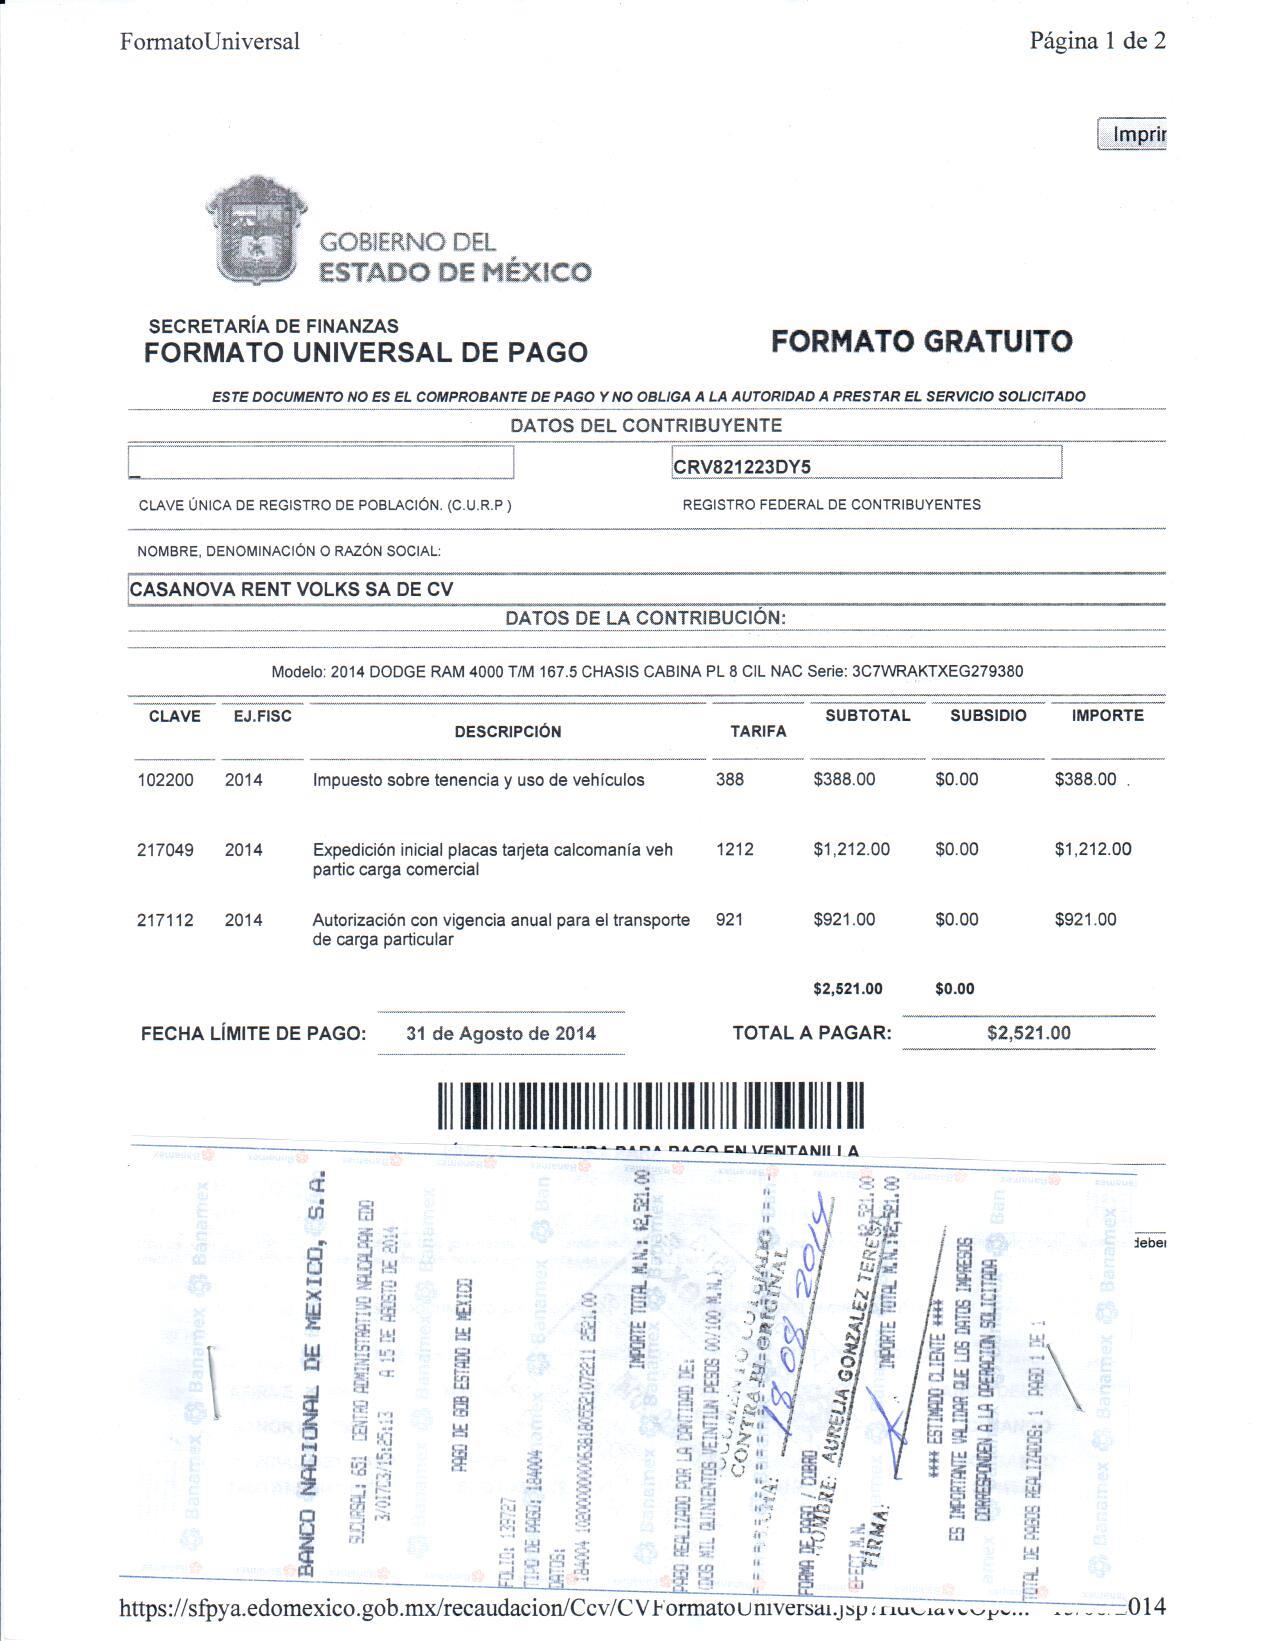 FormatoUniversal
Página 1 de 2
Imprir
GOBIERNO DEL
ESTADO DE MÉXICO
SECRETARÍA DE FINANZAS
FORMATO UNIVERSAL DE PAGO
FORMATO GRATUITO
ESTE DOCUMENTO NO ES EL COMPROBANTE DE PAGO Y NO OBLIGA A LA AUTORIDAD A PRESTAR EL SERVICIO SOLICITADO
DATOS DEL CONTRIBUYENTE
CRV821223DY5
CLAVE ÚNICA DE REGISTRO DE POBLACIÓN. (C.U.R.P )
REGISTRO FEDERAL DE CONTRIBUYENTES
NOMBRE, DENOMINACIÓN O RAZÓN SOCIAL:
CASANOVA RENT VOLKS SA DE CV
DATOS DE LA CONTRIBUCIÓN:
Modelo: 2014 DODGE RAM 4000 T/M 167.5 CHASIS CABINA PL 8 CIL NAC Serie: 3C7WRAKTXEG279380
CLAVE EJ.FISC DESCRIPCIÓN TARIFA SUBTOTAL SUBSIDIO IMPORTE
102200 2014 Impuesto sobre tenencia y uso de vehículos 388 $388.00 $0.00 $388.00
217049 2014 Expedición inicial placas tarjeta calcomanía veh 1212 $1,212.00 $0.00 $1,212.00
partic carga comercial
217112 2014 Autorización con vigencia anual para el transporte 921 $921.00 $0.00 $921.00
de carga particular
$2,521.00 $0.00
FECHA LÍMITE DE PAGO: 31 de Agosto de 2014 TOTAL A PAGAR: $2,521.00
PARA PAGO EN VENTANILLA
deber
BANCO NACIONAL DE MEXICO, S.A.
SUCURSAL: 651 CENTRO ADMINISTRATIVO NAUCALPAN EDO
3/017C3/15:25:13 A 15 DE AGOSTO DE 2014
PAGO DE GOB ESTADO DE MEXICO
FOLIO: 139727
TIPO DE PAGO: 184004
DATOS:
IMPORTE TOTAL M.N.: $2,521.00
PAGO REALIZADO POR LA CANTIDAD DE:
(DOS MIL QUINIENTOS VEINTIUN PESOS 00/100 M.N.)
DOCUMENTO COTEJADO
CONTRA SU ORIGINAL
FECHA: 18 08 2014
FORMA DE PAGO / COBRO
NOMBRE: AURELIA GONZALEZ TERESA
EFECT M.N. $2,521.00
FIRMA:
IMPORTE TOTAL M.N.: $2,521.00
**** ESTIMADO CLIENTE ****
ES IMPORTANTE VALIDAR QUE LOS DATOS IMPRESOS
CORRESPONDEN A LA OPERACION SOLICITADA
TOTAL DE PAGOS REALIZADOS: 1 PAGO 1 DE 1
Banamex
https://sfpya.edomexico.gob.mx/recaudacion/Ccv/CVFormatoUniversal.jsp?HidClaveOpe... 014